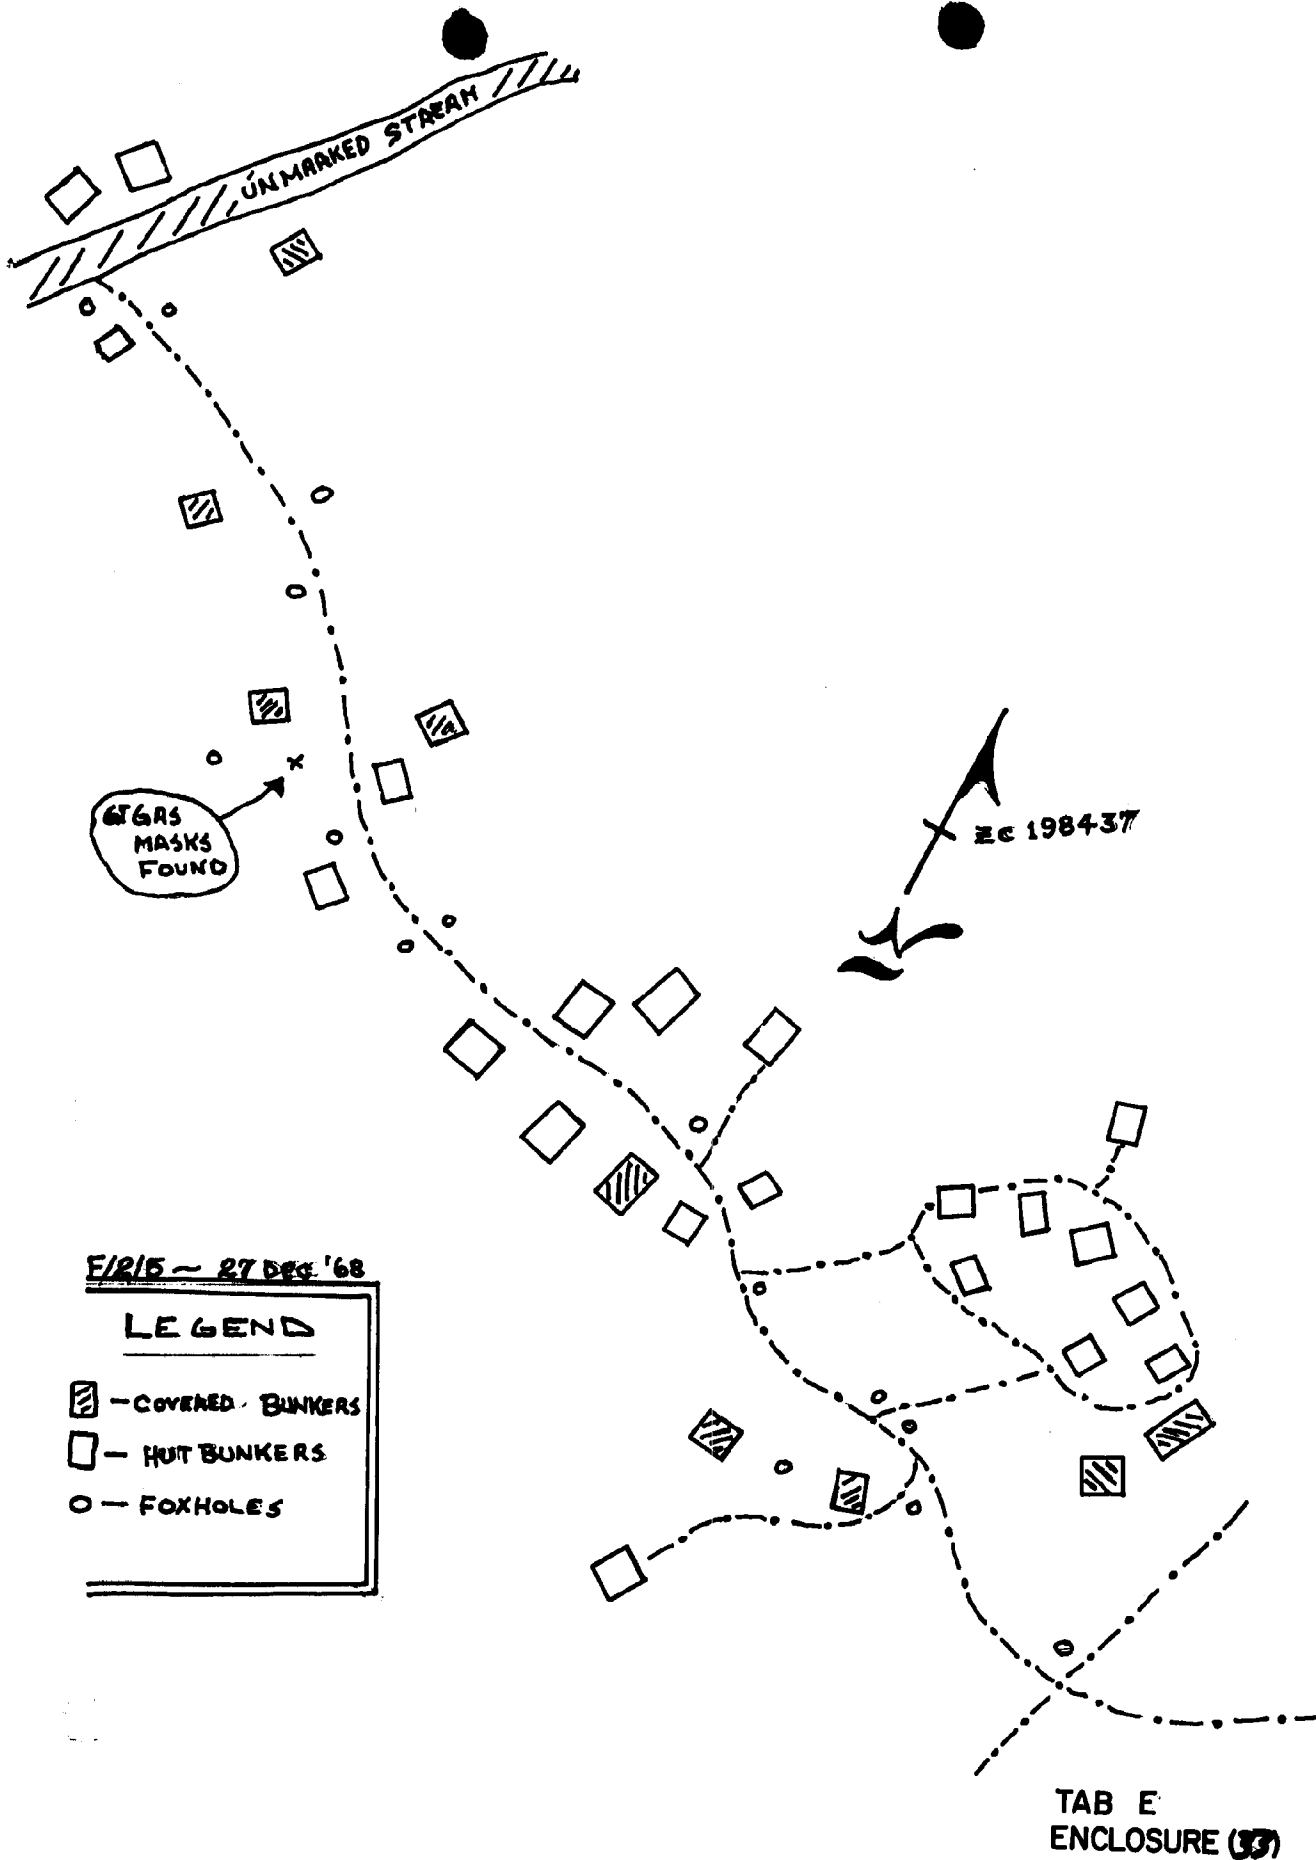 UNMARKED STREAM
GAS
MASKS
FOUND
ZC 198437
F/2/5 ~ 27 DEC '68
LEGEND
- COVERED BUNKERS
- HUT BUNKERS
- FOXHOLES
TAB E
ENCLOSURE (33)